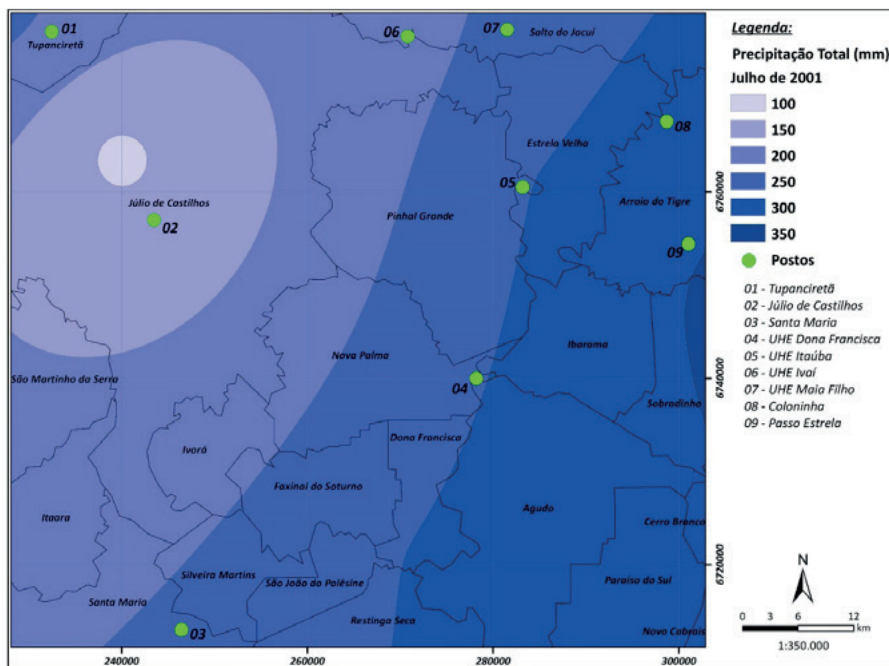 01
Tupanciretã
06
07
Salto do Jacuí
08
Estrela Velha
05
Arroio do Tigre
Júlio de Castilhos
02
Pinhal Grande
09
Nova Palma
Ibarama
São Martinho da Serra
04
Sobradinho
Dona Francisca
Ivorá
Faxinal do Soturno
Itaara
Agudo
Cerro Branco
Silveira Martins
São João do Polêsine
Paraíso do Sul
Santa Maria
Restinga Seca
03
Novo Cabrais
240000
260000
280000
300000
6760000
6740000
6720000
Legenda:
Precipitação Total (mm)
Julho de 2001
100
150
200
250
300
350
Postos
01 - Tupanciretã
02 - Júlio de Castilhos
03 - Santa Maria
04 - UHE Dona Francisca
05 - UHE Itaúba
06 - UHE Ivaí
07 - UHE Maia Filho
08 - Coloninha
09 - Passo Estrela
N
0 3 6 12
km
1:350.000